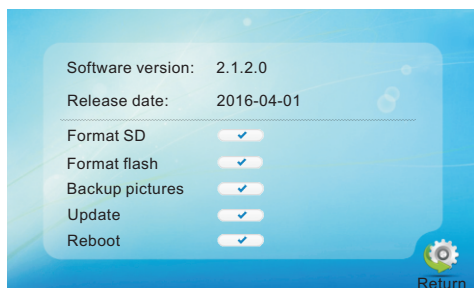 Software version: 2.1.2.0
Release date: 2016-04-01
Format SD
Format flash
Backup pictures
Update
Reboot
Return